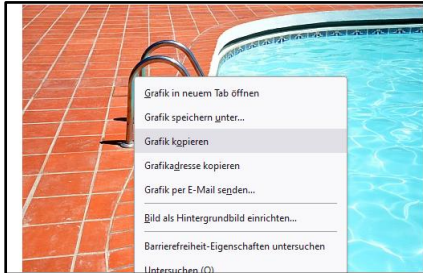 Grafik in neuem Tab öffnen
Grafik speichern unter...
Grafik kopieren
Grafikadresse kopieren
Grafik per E-Mail senden...
Bild als Hintergrundbild einrichten...
Barrierefreiheit-Eigenschaften untersuchen
Untersuchen (Q)